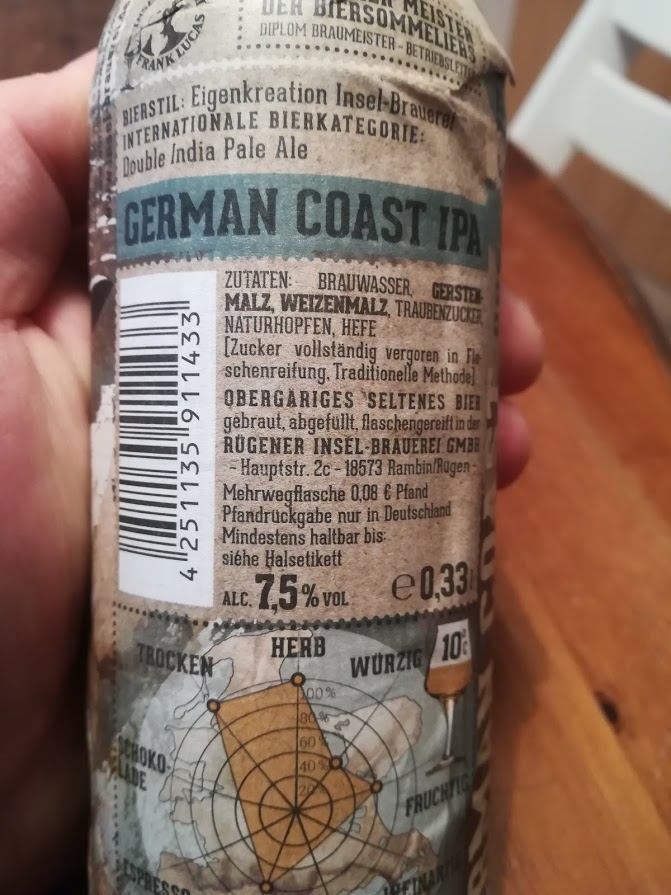 MEISTER
DER BIERSOMMELIERS
DIPLOM BRAUMEISTER - BETRIEBSLEITER
FRANK LUCAS
BIERSTIL: Eigenkreation Insel-Brauerei
INTERNATIONALE BIERKATEGORIE:
Double India Pale Ale
GERMAN COAST IPA
ZUTATEN: BRAUWASSER, GERSTEN-
MALZ, WEIZENMALZ, TRAUBENZUCKER,
NATURHOPFEN, HEFE
[Zucker vollständig vergoren in Fla-
schenreifung, Traditionelle Methode]
OBERGÄRIGES SELTENES BIER
gebraut, abgefüllt, flaschengereift in der
RÜGENER INSEL-BRAUEREI GMBH
- Hauptstr. 2c - 18573 Rambin/Rügen -
Mehrwegflasche 0,08 € Pfand
Pfandrückgabe nur in Deutschland
Mindestens haltbar bis:
siehe Halsetikett
ALC. 7,5% VOL
e 0,33
4 251135 911433
TROCKEN
HERB
WÜRZIG
10°C
100%
80%
60
40
20
SCHOKO-
LADE
FRUCHTIG
ESPRESSO